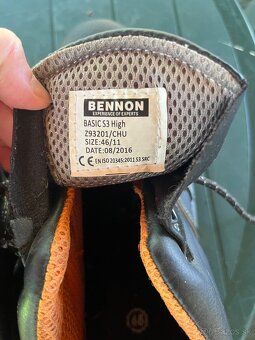 BENNON
EXPERIENCE OF EXPERTS
BASIC S3 High
Z93201/CHU
SIZE:46/11
DATE:08/2016
CE EN ISO 20345:2011 S3 SRC
46